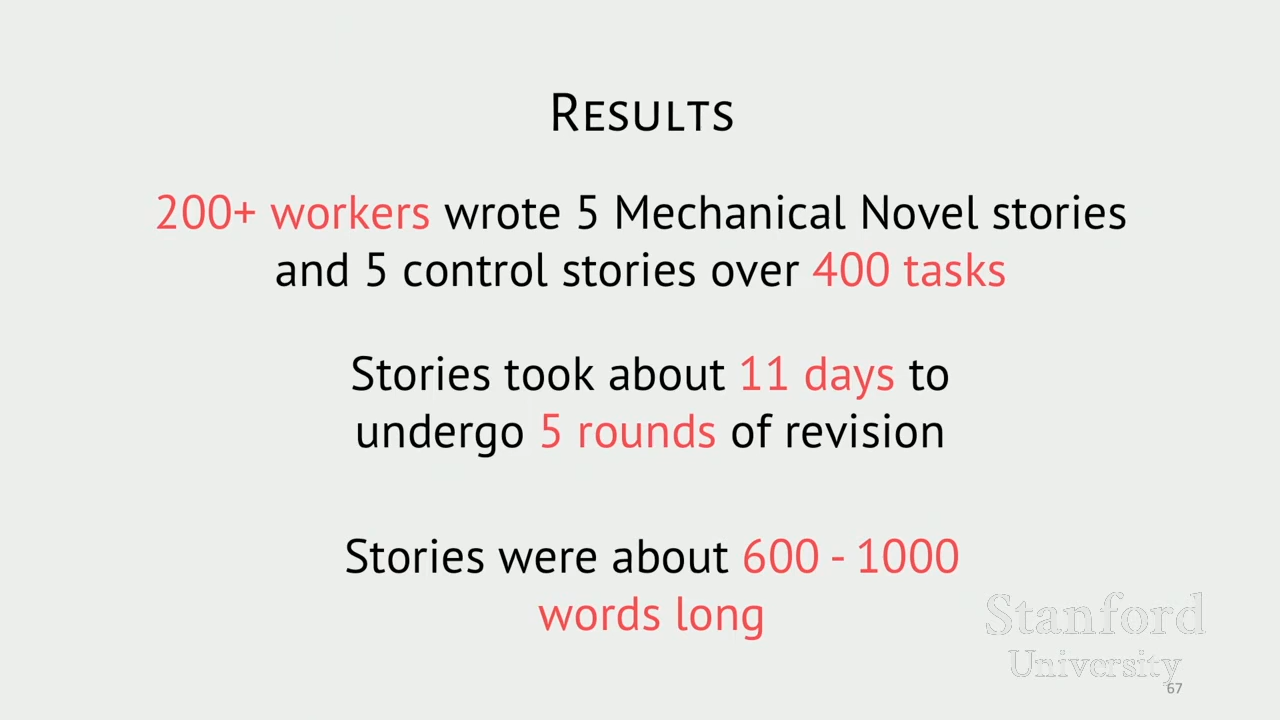 RESULTS
200+ workers wrote 5 Mechanical Novel stories
and 5 control stories over 400 tasks
Stories took about 11 days to
undergo 5 rounds of revision
Stories were about 600 - 1000
words long
Stanford
University
67